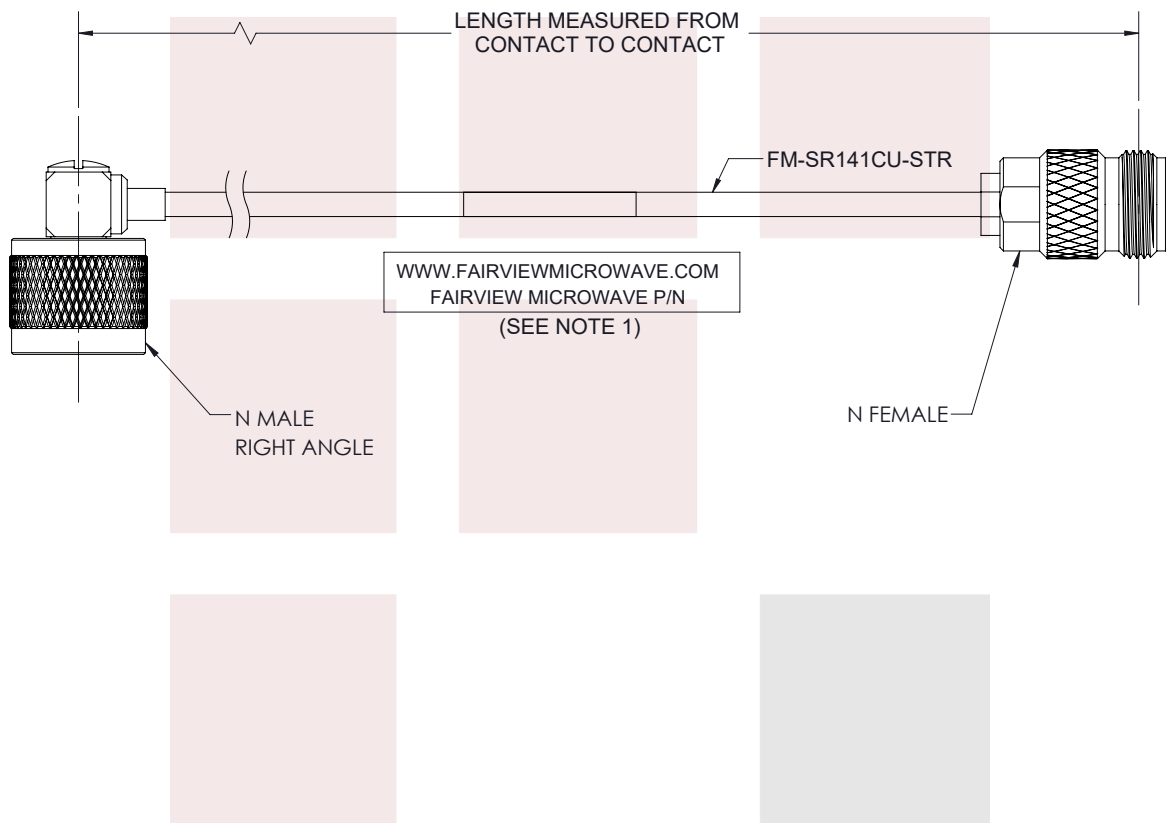 LENGTH MEASURED FROM
CONTACT TO CONTACT
FM-SR141CU-STR
WWW.FAIRVIEWMICROWAVE.COM
FAIRVIEW MICROWAVE P/N
(SEE NOTE 1)
N MALE
RIGHT ANGLE
N FEMALE